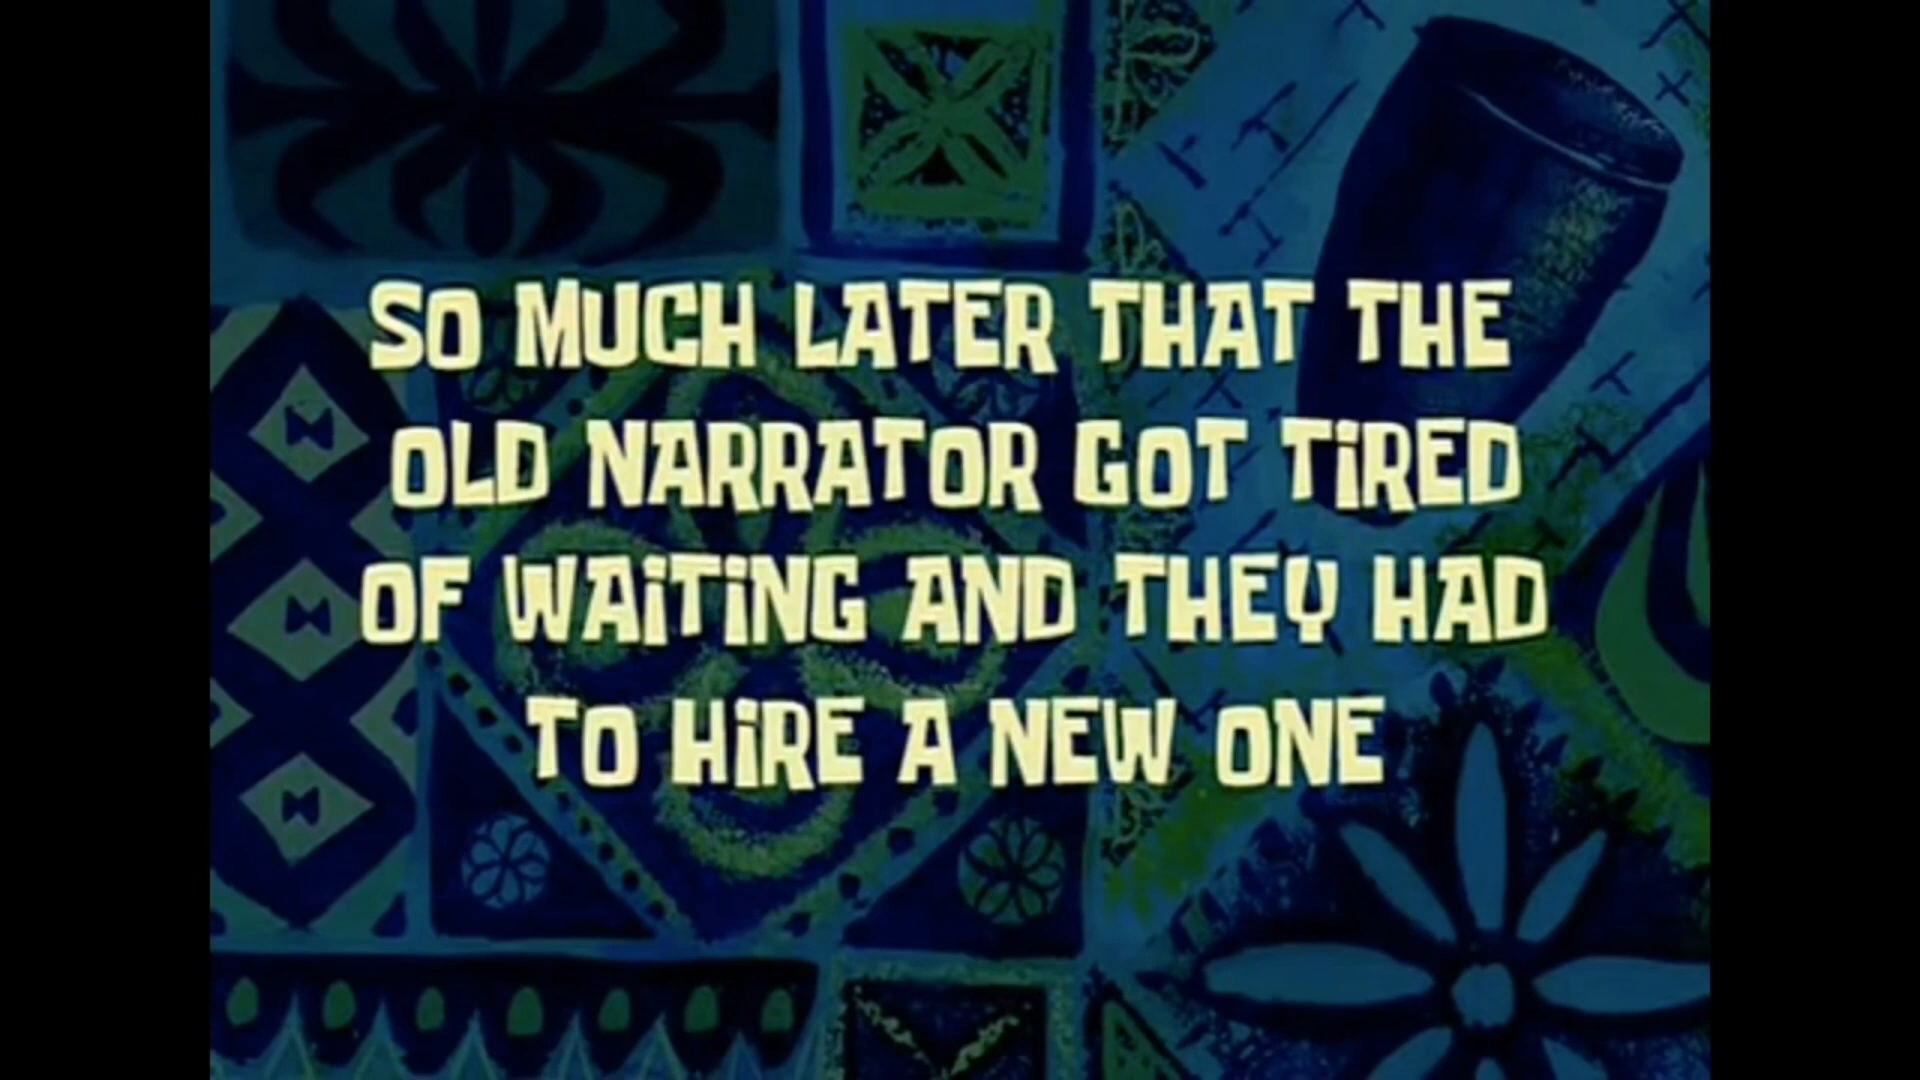 SO MUCH LATER THAT THE
OLD NARRATOR GOT TiRED
OF WAiTiNG AND THEY HAD
TO HiRE A NEW ONE